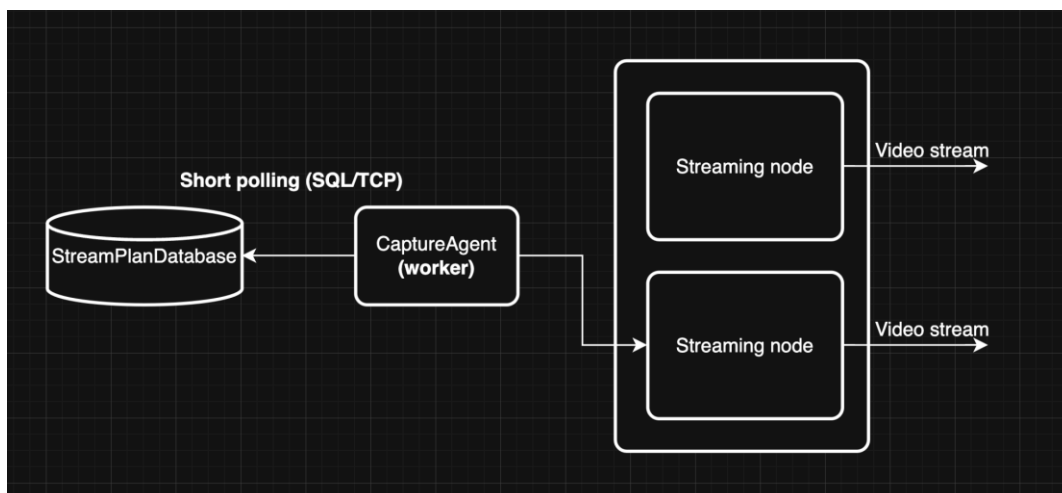 Short polling (SQL/TCP)
StreamPlanDatabase
CaptureAgent
(worker)
Streaming node
Video stream
Streaming node
Video stream